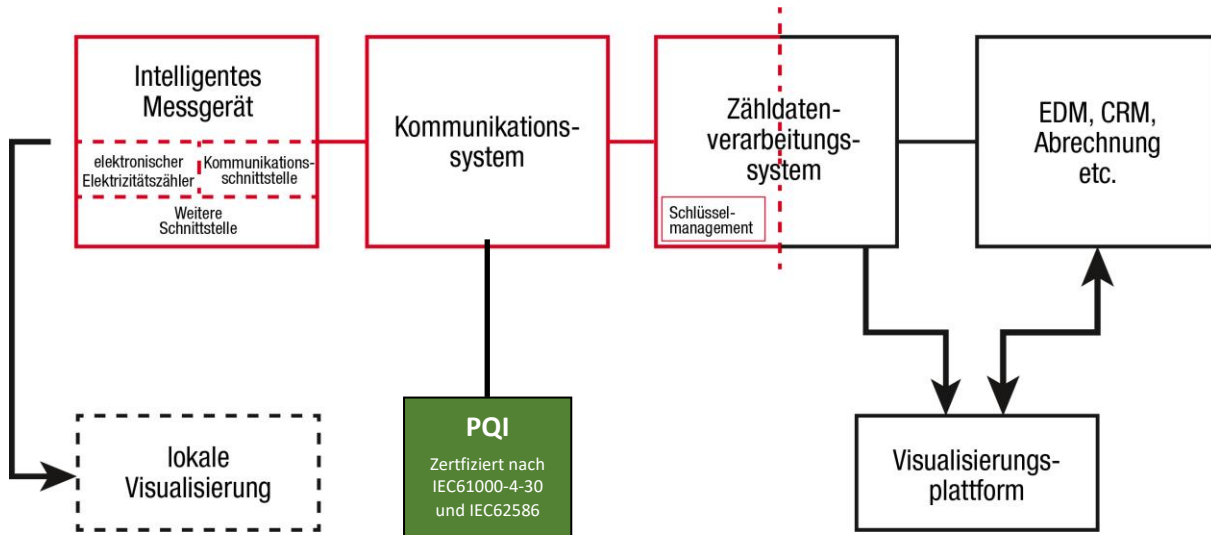 Intelligentes
Messgerät
elektronischer
Elektrizitätszähler
Kommunikations-
schnittstelle
Weitere
Schnittstelle
Kommunikations-
system
Zähldaten-
verarbeitungs-
system
Schlüssel-
management
EDM, CRM,
Abrechnung
etc.
lokale
Visualisierung
PQI
Zertfiziert nach
IEC61000-4-30
und IEC62586
Visualisierungs-
plattform